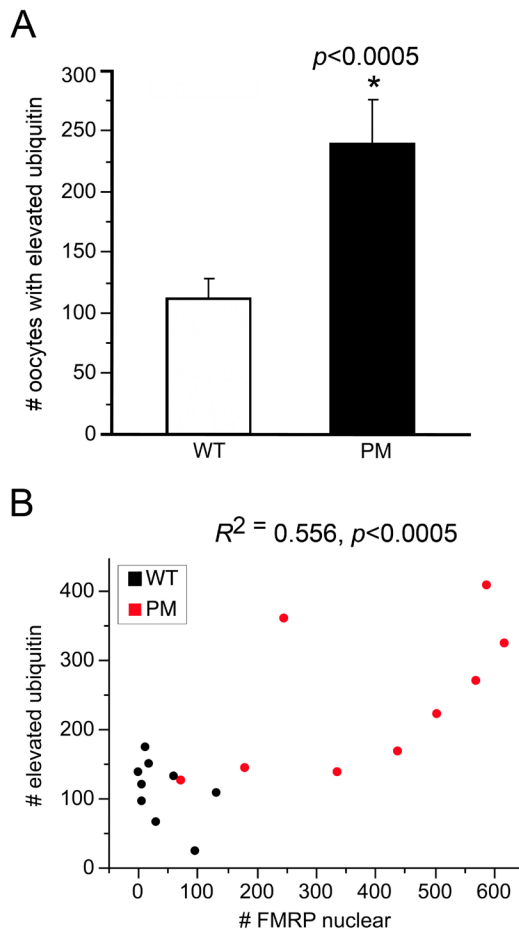 A
p<0.0005
*
300
250
200
150
100
50
0
# oocytes with elevated ubiquitin
WT
PM
B
R² = 0.556, p<0.0005
WT
PM
400
300
200
100
0
# elevated ubiquitin
0 100 200 300 400 500 600
# FMRP nuclear